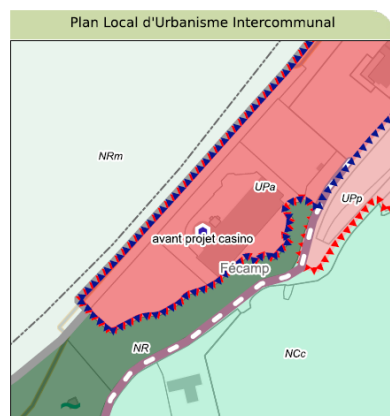 Plan Local d'Urbanisme Intercommunal
NRm
UPa
UPp
avant projet casino
Fécamp
NR
NCc